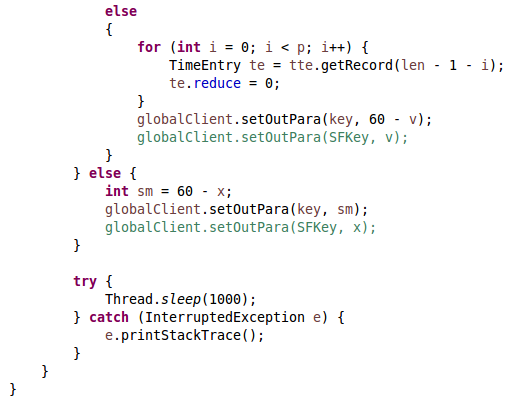 else
{
for (int i = 0; i < p; i++) {
TimeEntry te = tte.getRecord(len - 1 - i);
te.reduce = 0;
}
globalClient.setOutPara(key, 60 - v);
globalClient.setOutPara(SFKey, v);
}
} else {
int sm = 60 - x;
globalClient.setOutPara(key, sm);
globalClient.setOutPara(SFKey, x);
}
try {
Thread.sleep(1000);
} catch (InterruptedException e) {
e.printStackTrace();
}
}
}